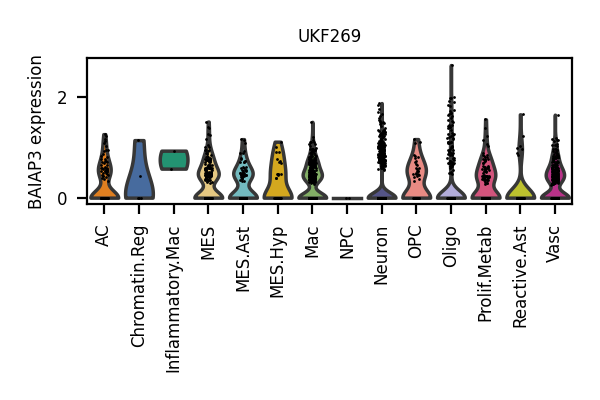 UKF269
BAIAP3 expression
2
0
AC
Chromatin.Reg
Inflammatory.Mac
MES
MES.Ast
MES.Hyp
Mac
NPC
Neuron
OPC
Oligo
Prolif.Metab
Reactive.Ast
Vasc